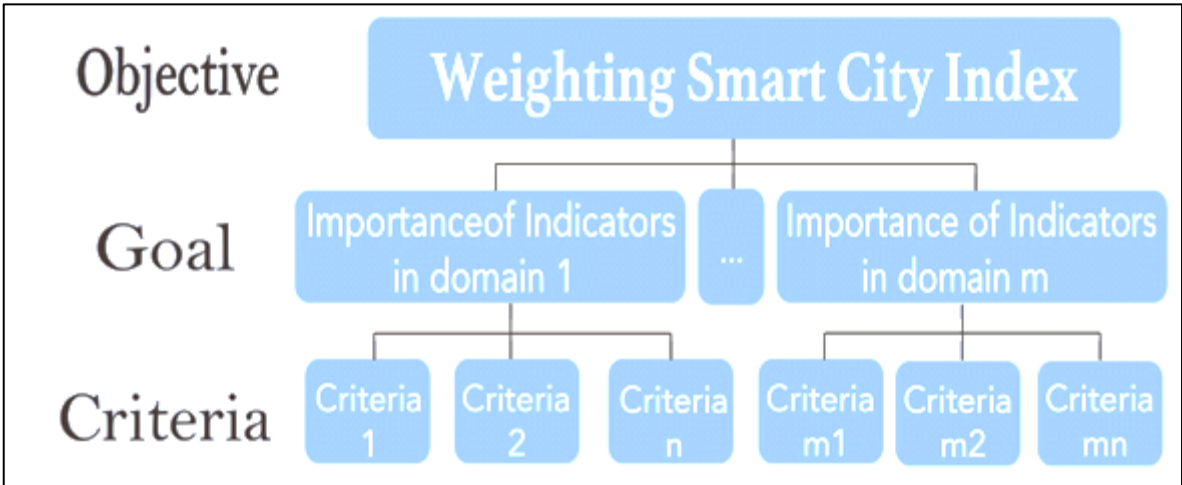 Objective
Weighting Smart City Index
Goal
Importanceof Indicators
in domain 1
...
Importance of Indicators
in domain m
Criteria
Criteria
1
Criteria
2
Criteria
n
Criteria
m1
Criteria
m2
Criteria
mn